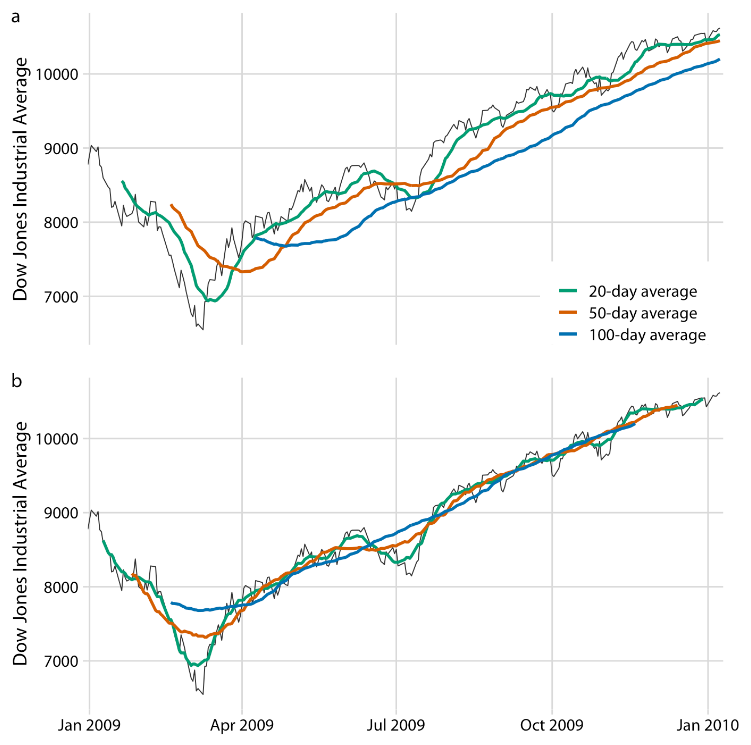 a
Dow Jones Industrial Average
10000
9000
8000
7000
20-day average
50-day average
100-day average
b
Dow Jones Industrial Average
10000
9000
8000
7000
Jan 2009 Apr 2009 Jul 2009 Oct 2009 Jan 2010